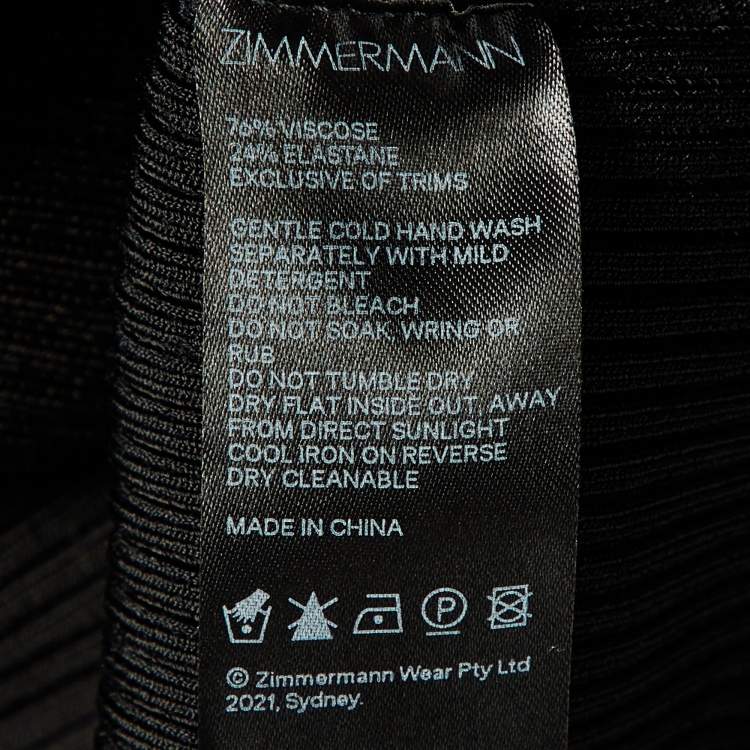 ZIMMERMANN
76% VISCOSE
24% ELASTANE
EXCLUSIVE OF TRIMS
GENTLE COLD HAND WASH
SEPARATELY WITH MILD
DETERGENT
DO NOT BLEACH
DO NOT SOAK, WRING OR
RUB
DO NOT TUMBLE DRY
DRY FLAT INSIDE OUT, AWAY
FROM DIRECT SUNLIGHT
COOL IRON ON REVERSE
DRY CLEANABLE
MADE IN CHINA
P
© Zimmermann Wear Pty Ltd
2021, Sydney.